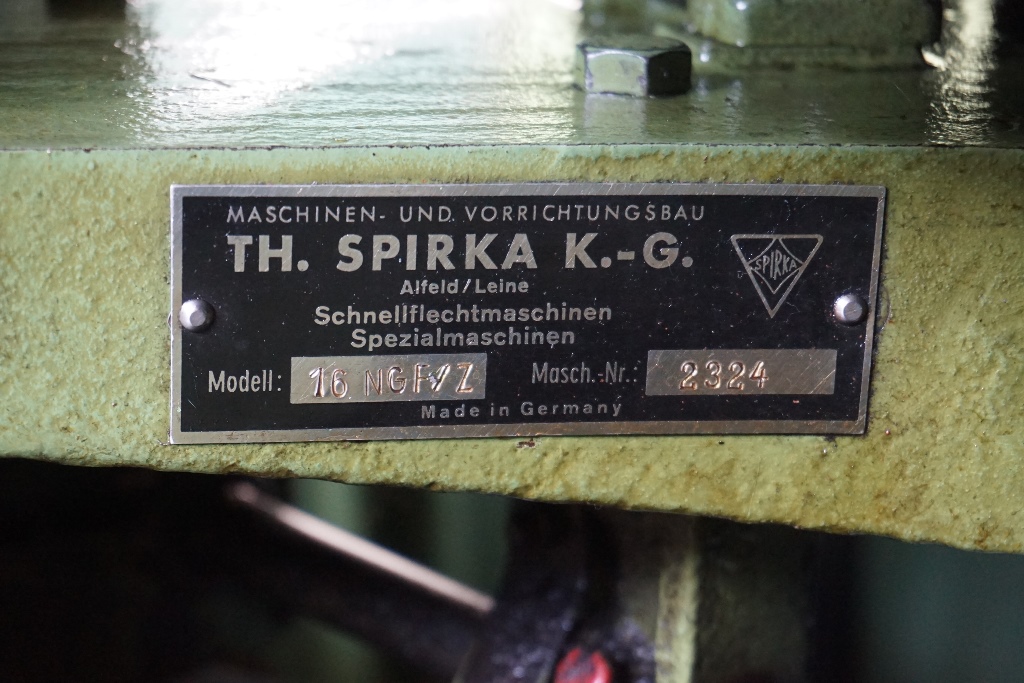 MASCHINEN- UND VORRICHTUNGSBAU
TH. SPIRKA K.-G.
SPIRKA
Alfeld/Leine
Schnellflechtmaschinen
Spezialmaschinen
Modell: 16 NGF/Z Masch.-Nr.: 2324
Made in Germany